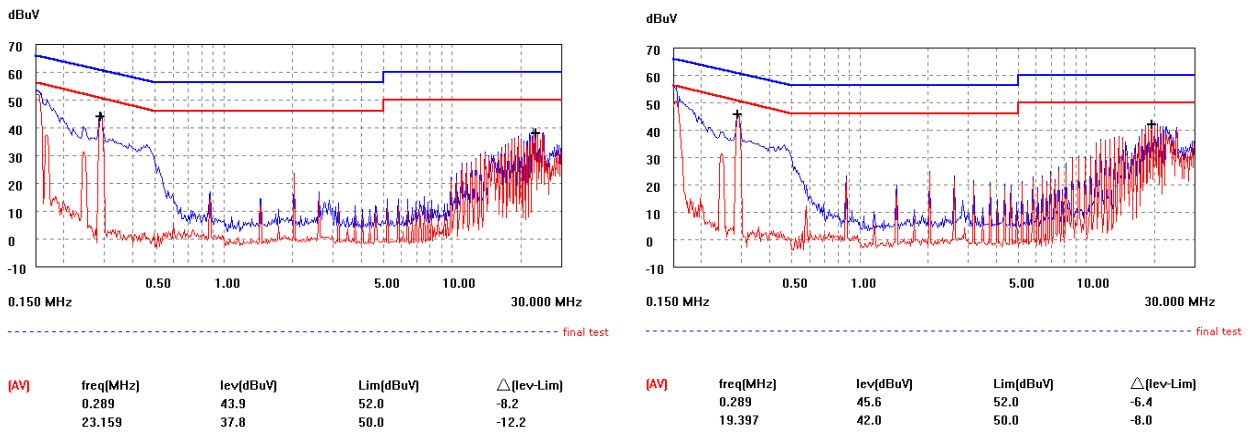 dBuV
70
60
50
40
30
20
10
0
-10
0.50 1.00 5.00 10.00
0.150 MHz 30.000 MHz
final test
(AV) freq(MHz) lev(dBuV) Lim(dBuV) △(lev-Lim)
0.289 43.9 52.0 -8.2
23.159 37.8 50.0 -12.2
dBuV
70
60
50
40
30
20
10
0
-10
0.50 1.00 5.00 10.00
0.150 MHz 30.000 MHz
final test
(AV) freq(MHz) lev(dBuV) Lim(dBuV) △(lev-Lim)
0.289 45.6 52.0 -6.4
19.397 42.0 50.0 -8.0